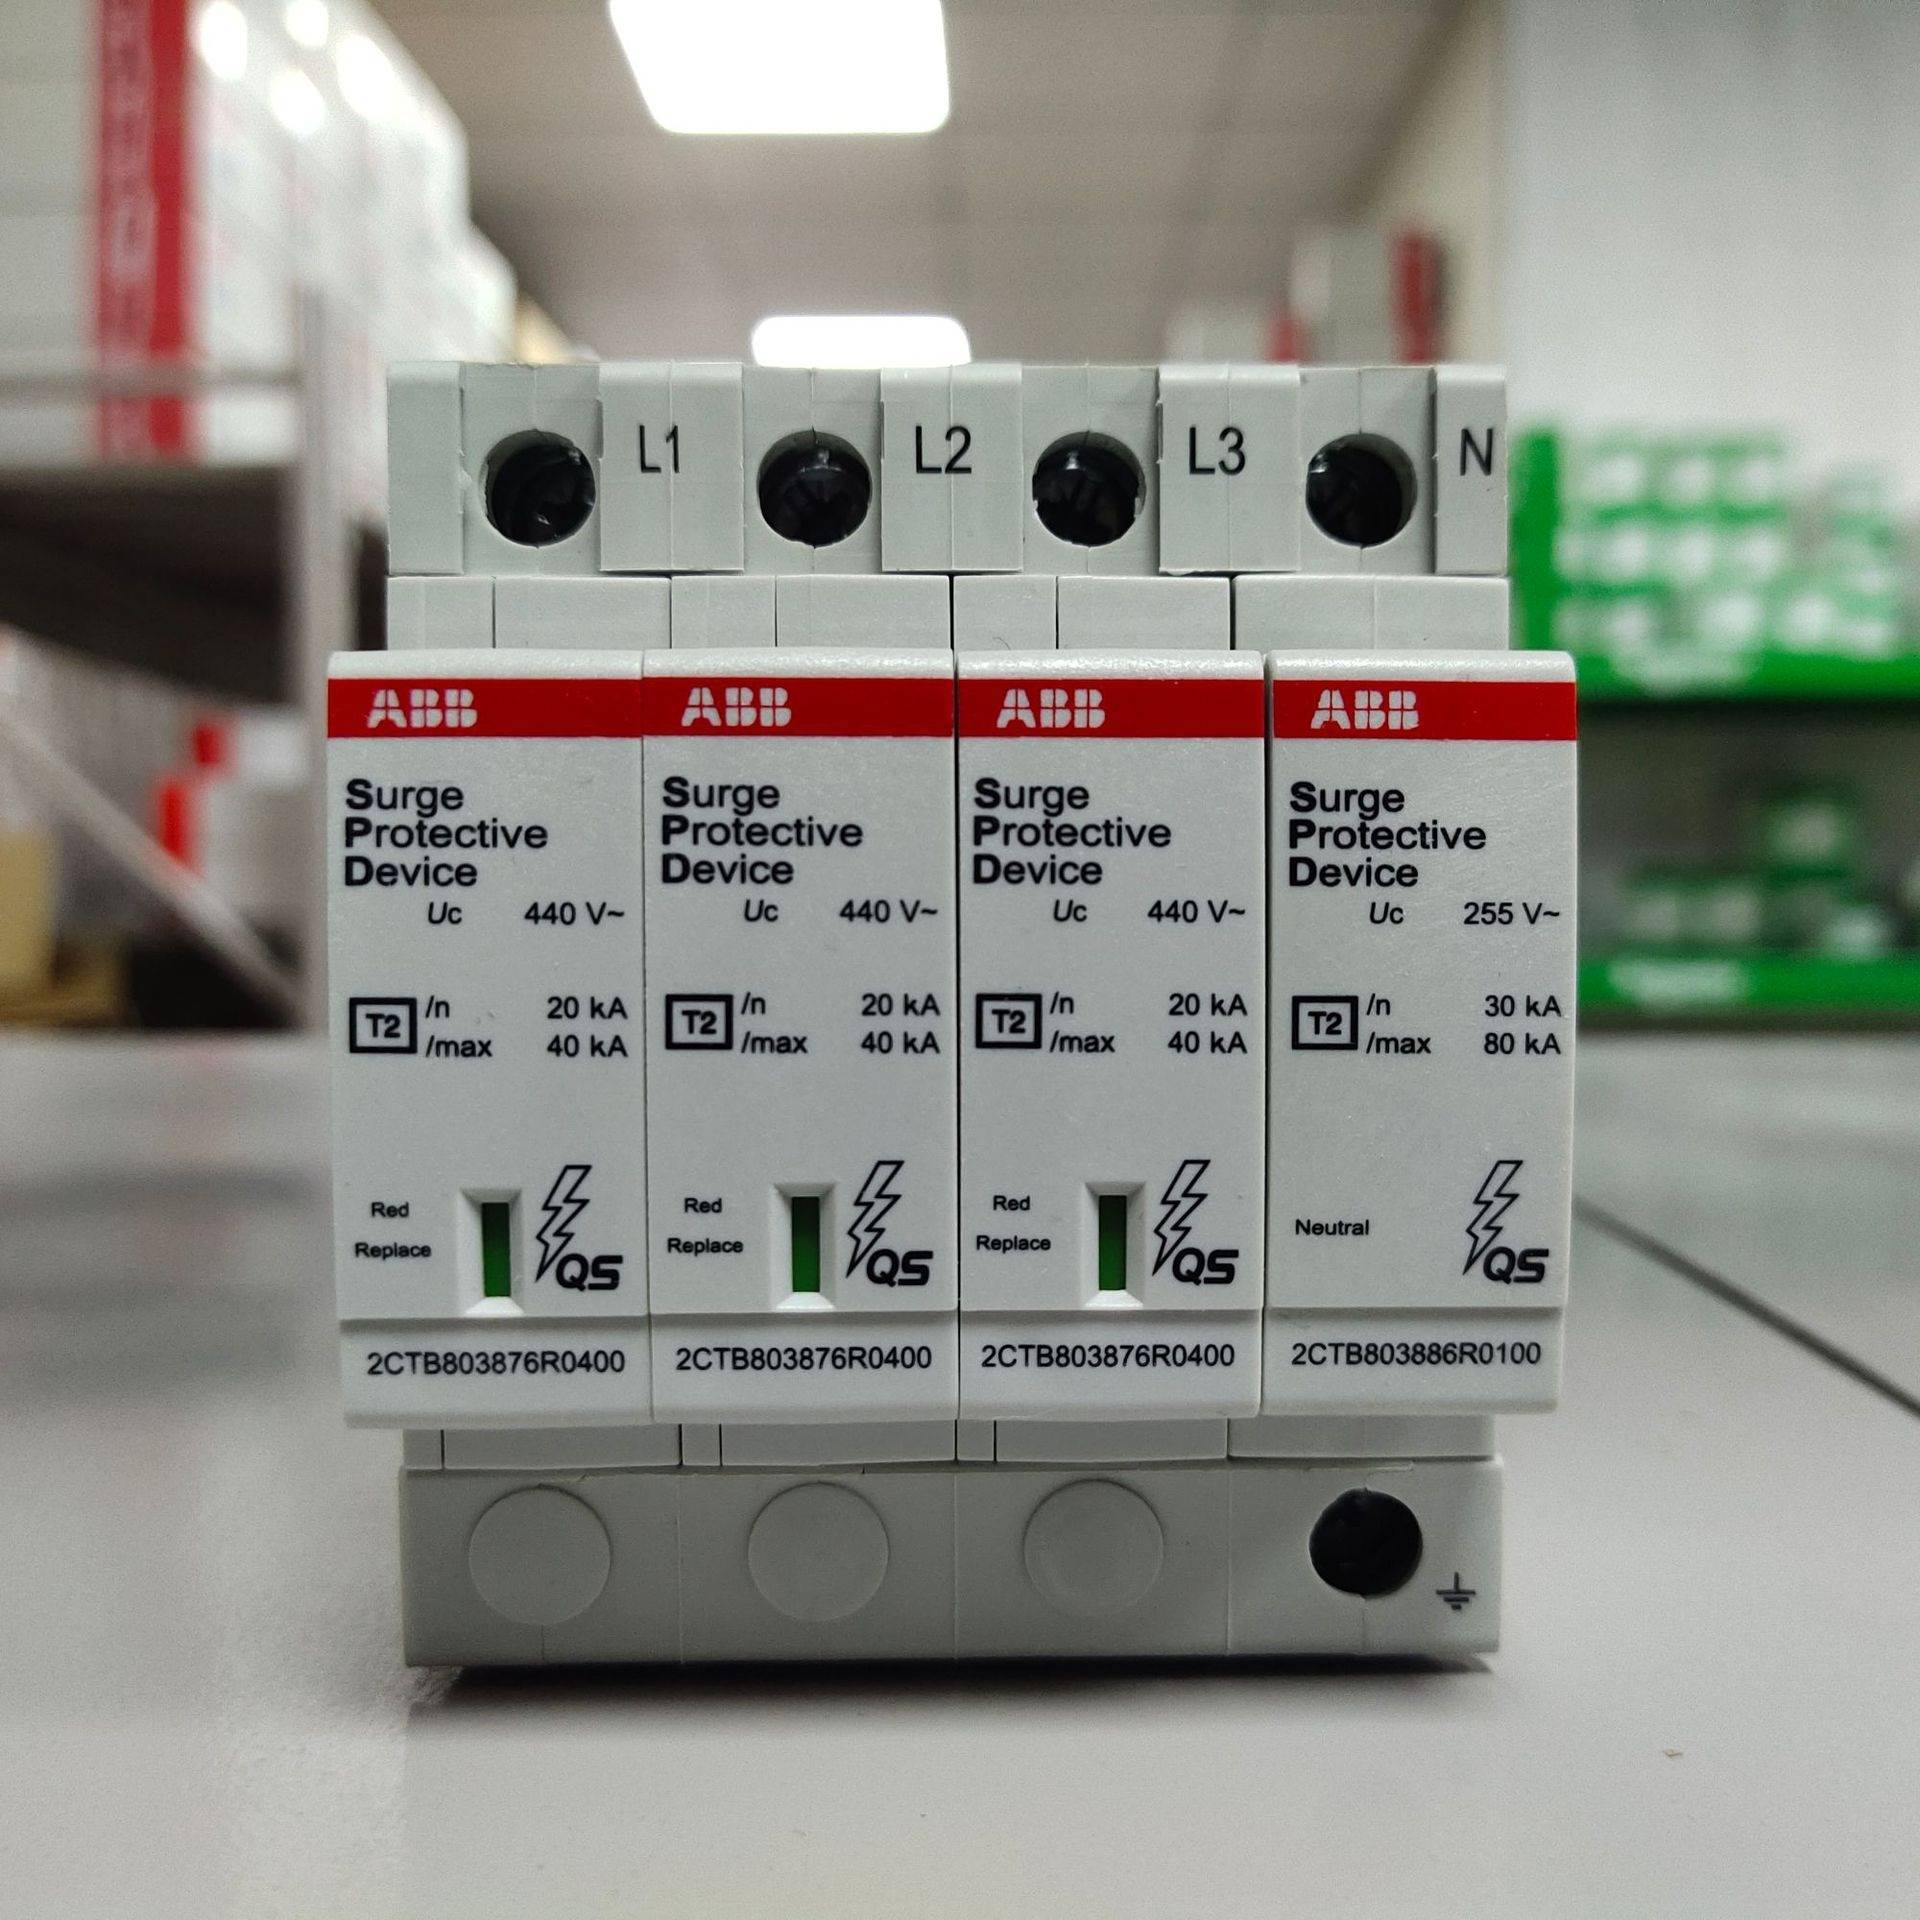 L1 L2 L3 N
ABB ABB ABB ABB
Surge
Protective
Device
Uc 440 V~
T2 In 20 kA
Imax 40 kA
Red
Replace
QS
2CTB803876R0400
Surge
Protective
Device
Uc 440 V~
T2 In 20 kA
Imax 40 kA
Red
Replace
QS
2CTB803876R0400
Surge
Protective
Device
Uc 440 V~
T2 In 20 kA
Imax 40 kA
Red
Replace
QS
2CTB803876R0400
Surge
Protective
Device
Uc 255 V~
T2 In 30 kA
Imax 80 kA
Neutral
QS
2CTB803886R0100